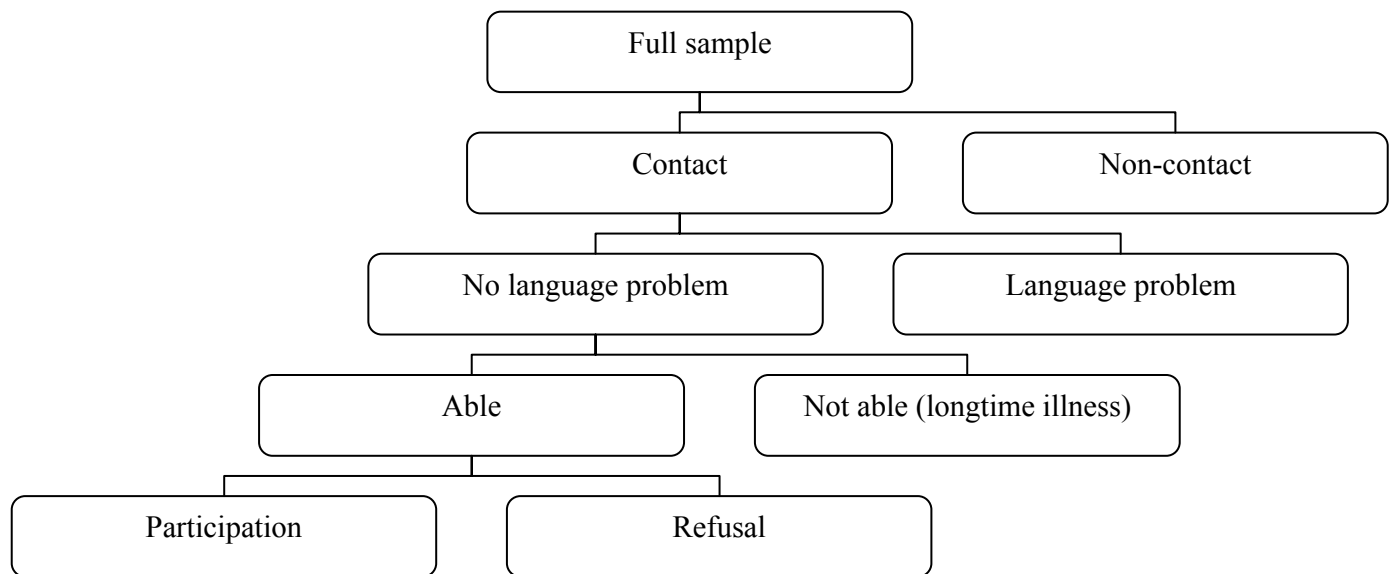 Full sample
Contact
Non-contact
No language problem
Language problem
Able
Not able (longtime illness)
Participation
Refusal